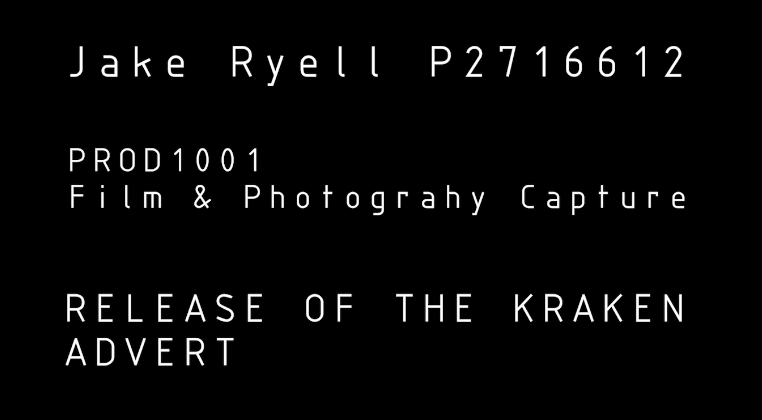 Jake Ryell P2716612
PROD1001
Film & Photograhy Capture
RELEASE OF THE KRAKEN
ADVERT